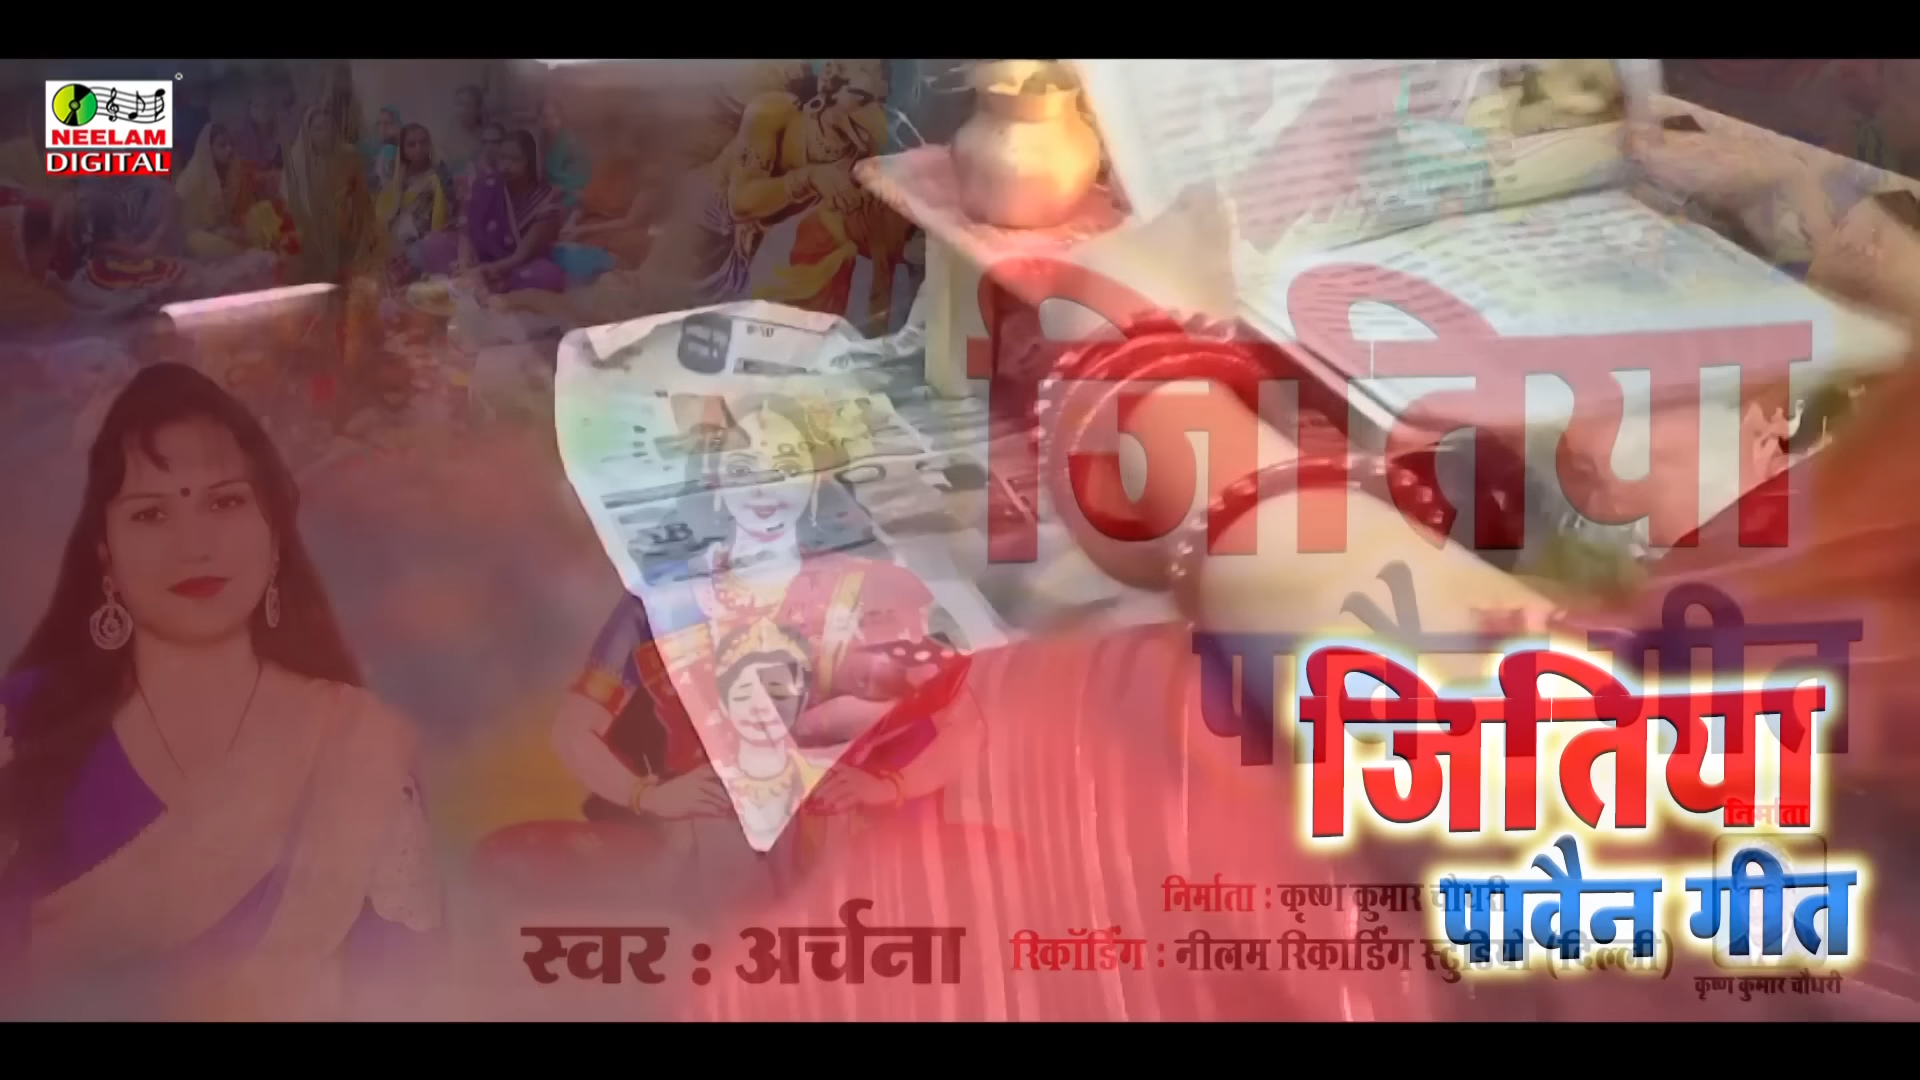 NEELAM
DIGITAL
जितिया
पावैन गीत
जितिया
पावैन गीत
निर्माता
निर्माता : कृष्ण कुमार चौधरी
स्वर : अर्चना
रिकॉर्डिंग : नीलम रिकार्डिंग स्टुडियो (दिल्ली)
कृष्ण कुमार चौधरी